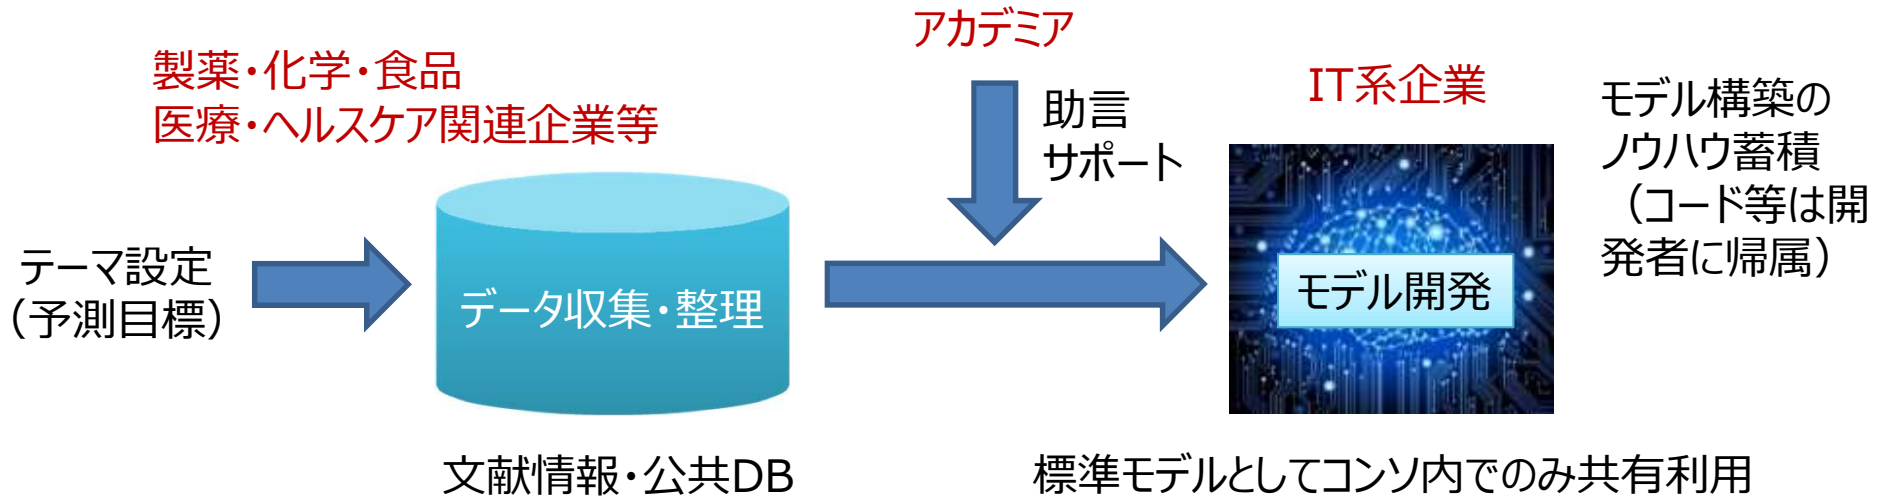 アカデミア
製薬・化学・食品
医療・ヘルスケア関連企業等
助言
サポート
IT系企業
モデル構築の
ノウハウ蓄積
（コード等は開
発者に帰属）
テーマ設定
（予測目標）
データ収集・整理
モデル開発
文献情報・公共DB
標準モデルとしてコンソ内でのみ共有利用